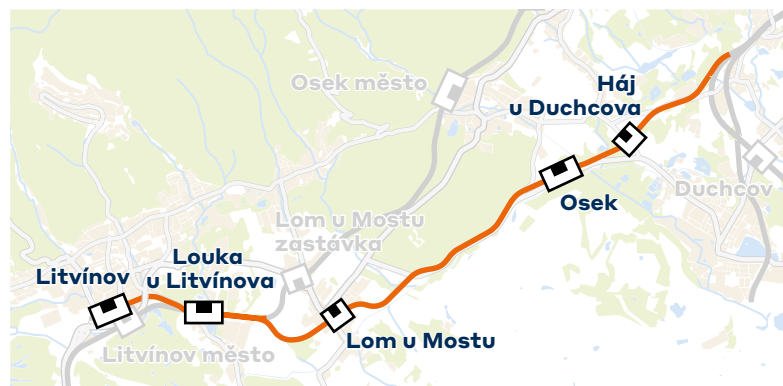 Osek město
Háj
u Duchcova
Duchcov
Osek
Lom u Mostu
zastávka
Louka
u Litvínova
Litvínov
Lom u Mostu
Litvínov město